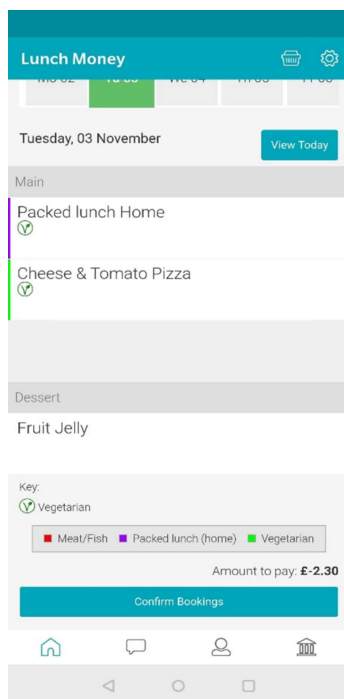 Lunch Money
Tuesday, 03 November
View Today
Main
Packed lunch Home
Cheese & Tomato Pizza
Dessert
Fruit Jelly
Key:
Vegetarian
Meat/Fish Packed lunch (home) Vegetarian
Amount to pay: £-2.30
Confirm Bookings